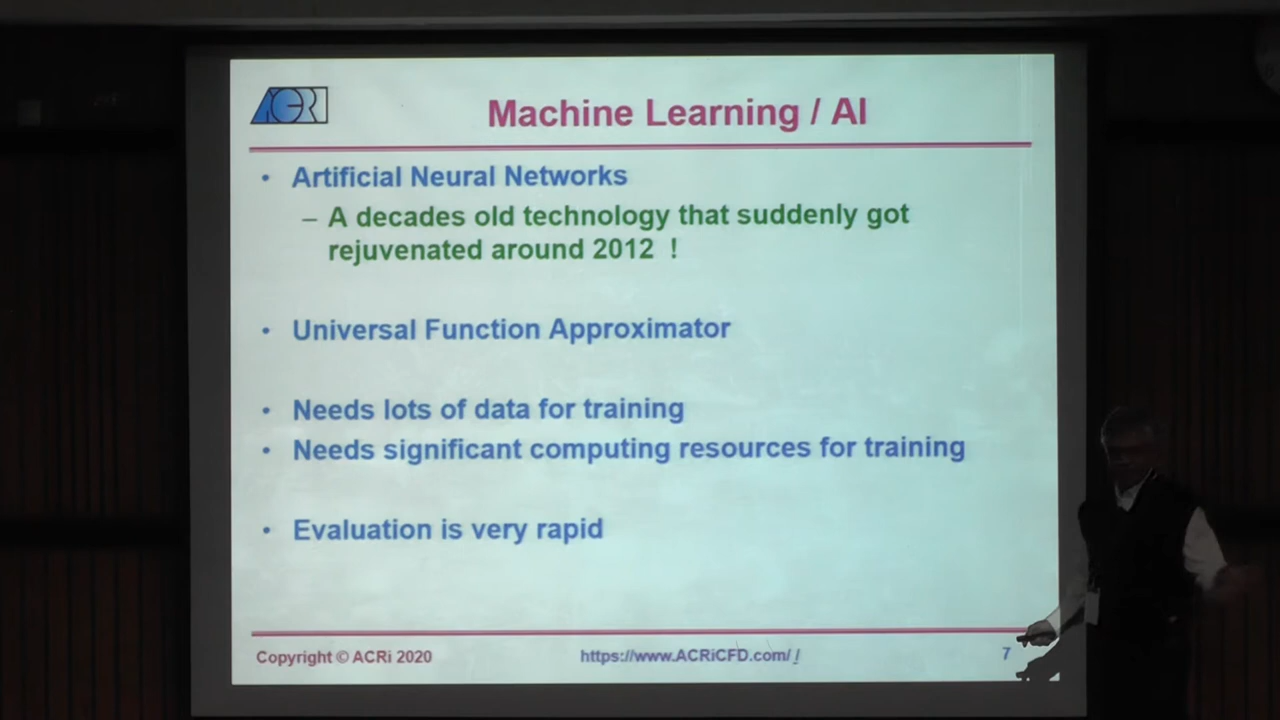 ACRi
Machine Learning / AI
• Artificial Neural Networks
– A decades old technology that suddenly got
rejuvenated around 2012 !
• Universal Function Approximator
• Needs lots of data for training
• Needs significant computing resources for training
• Evaluation is very rapid
Copyright © ACRi 2020
https://www.ACRiCFD.com/ /
7